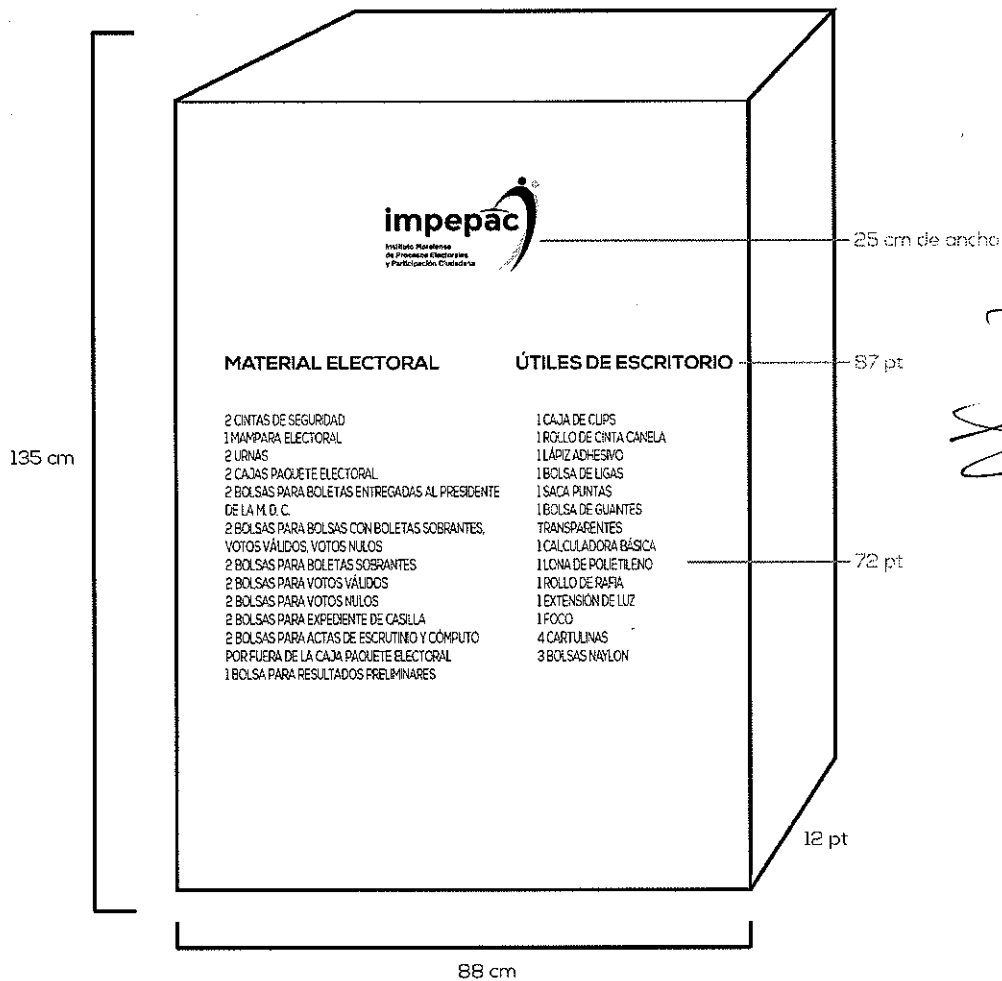 impepac
Instituto Morelense
de Procesos Electorales
y Participación Ciudadana
25 cm de ancho
MATERIAL ELECTORAL
2 CINTAS DE SEGURIDAD
1 MAMPARA ELECTORAL
2 URNAS
2 CAJAS PAQUETE ELECTORAL
2 BOLSAS PARA BOLETAS ENTREGADAS AL PRESIDENTE
DE LA M. D. C.
2 BOLSAS PARA BOLSAS CON BOLETAS SOBRANTES,
VOTOS VÁLIDOS, VOTOS NULOS
2 BOLSAS PARA BOLETAS SOBRANTES
2 BOLSAS PARA VOTOS VÁLIDOS
2 BOLSAS PARA VOTOS NULOS
2 BOLSAS PARA EXPEDIENTE DE CASILLA
2 BOLSAS PARA ACTAS DE ESCRUTINIO Y CÓMPUTO
POR FUERA DE LA CAJA PAQUETE ELECTORAL
1 BOLSA PARA RESULTADOS PRELIMINARES
ÚTILES DE ESCRITORIO
87 pt
1 CAJA DE CLIPS
1 ROLLO DE CINTA CANELA
1 LÁPIZ ADHESIVO
1 BOLSA DE LIGAS
1 SACA PUNTAS
1 BOLSA DE GUANTES
TRANSPARENTES
1 CALCULADORA BÁSICA
1 LONA DE POLIETILENO
1 ROLLO DE RAFIA
1 EXTENSIÓN DE LUZ
1 FOCO
4 CARTULINAS
3 BOLSAS NAYLON
72 pt
135 cm
12 pt
88 cm